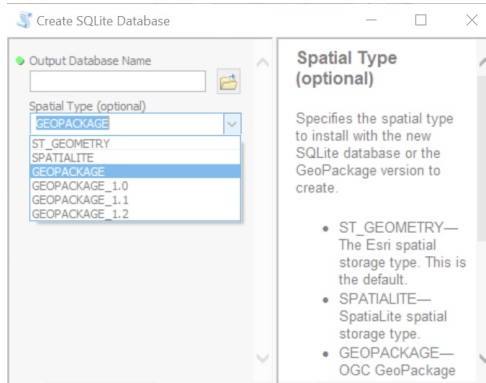 Create SQLite Database
Output Database Name
Spatial Type (optional)
GEOPACKAGE
ST_GEOMETRY
SPATIALITE
GEOPACKAGE
GEOPACKAGE_1.0
GEOPACKAGE_1.1
GEOPACKAGE_1.2
Spatial Type
(optional)
Specifies the spatial type
to install with the new
SQLite database or the
GeoPackage version to
create.
• ST_GEOMETRY—
The Esri spatial
storage type. This is
the default.
• SPATIALITE—
SpatiaLite spatial
storage type.
• GEOPACKAGE—
OGC GeoPackage